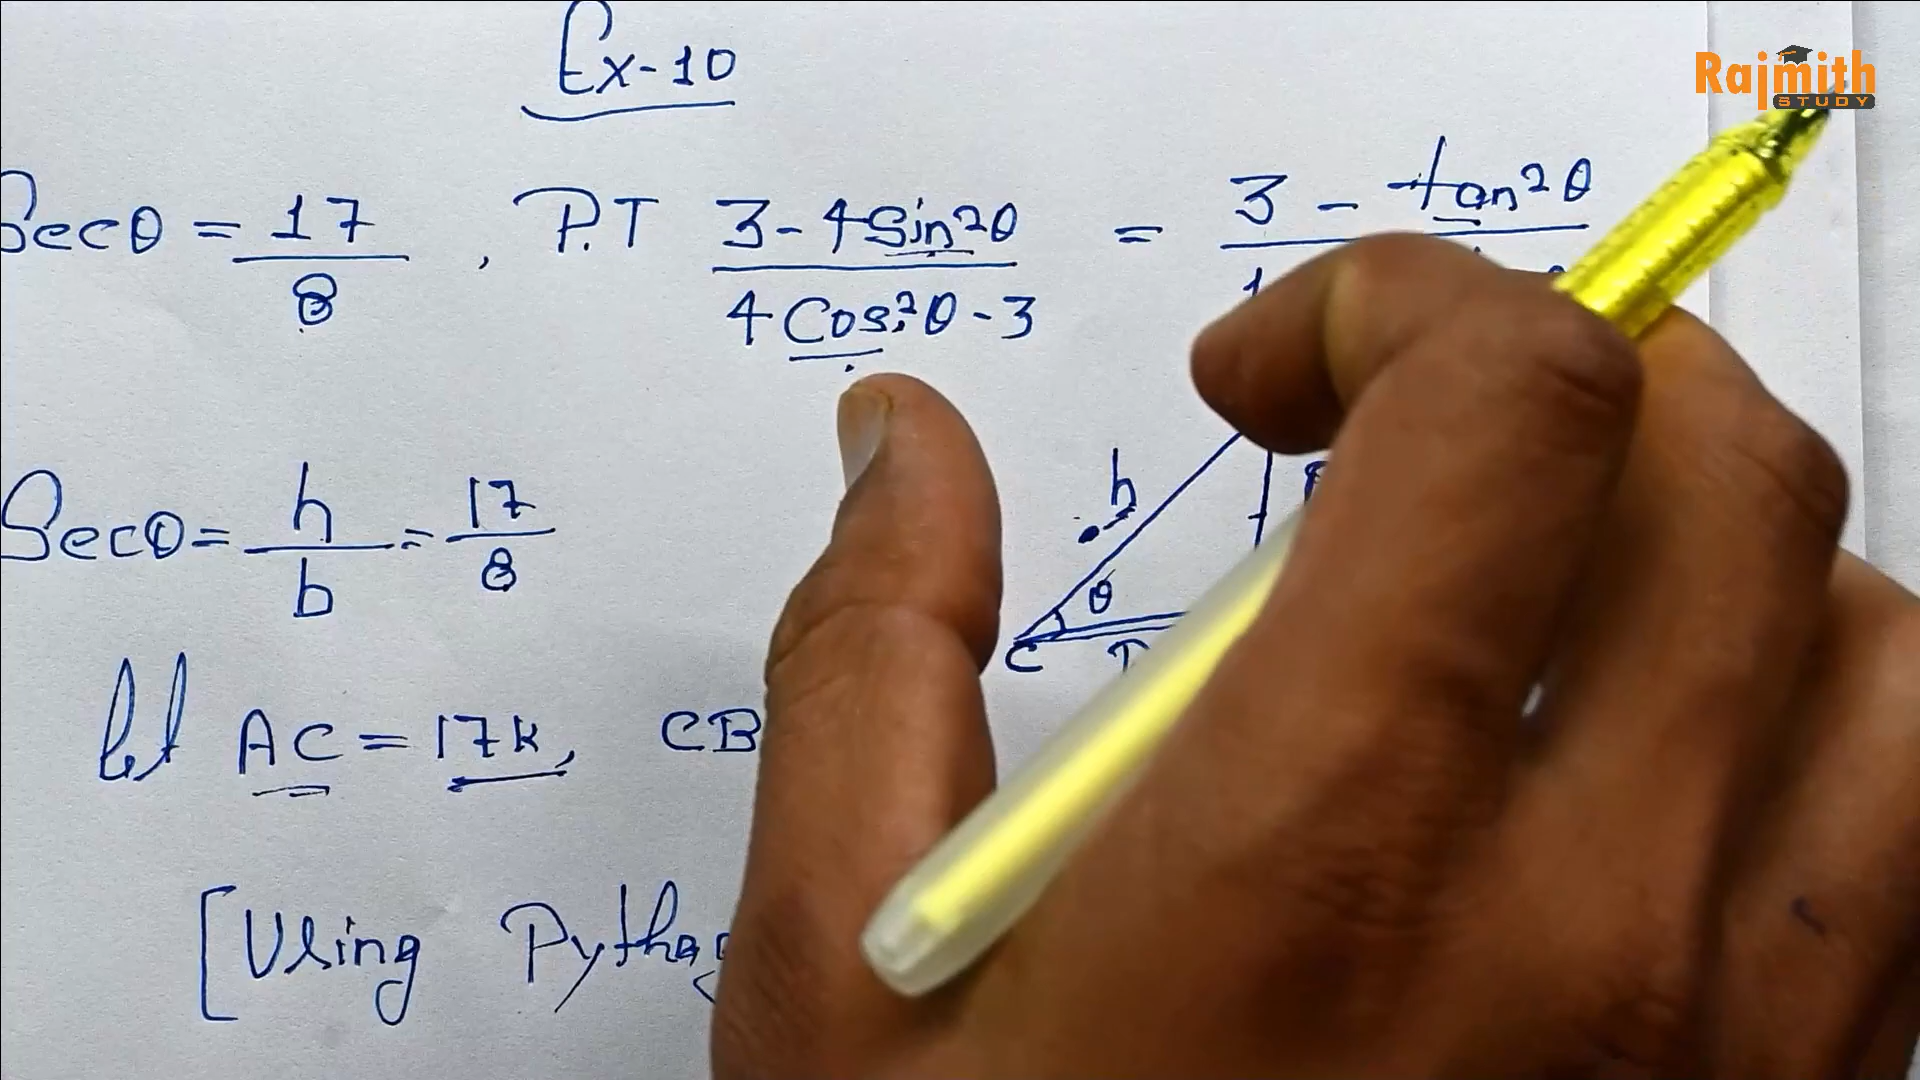 Rajmith
STUDY
Ex-10
Secθ = 17/8 , P.T (3-4Sin²θ)/(4Cos²θ-3) = 3 - tan²θ
1
h
Secθ = h/b = 17/8
θ
C
let AC = 17k, CB
[Using Pythag